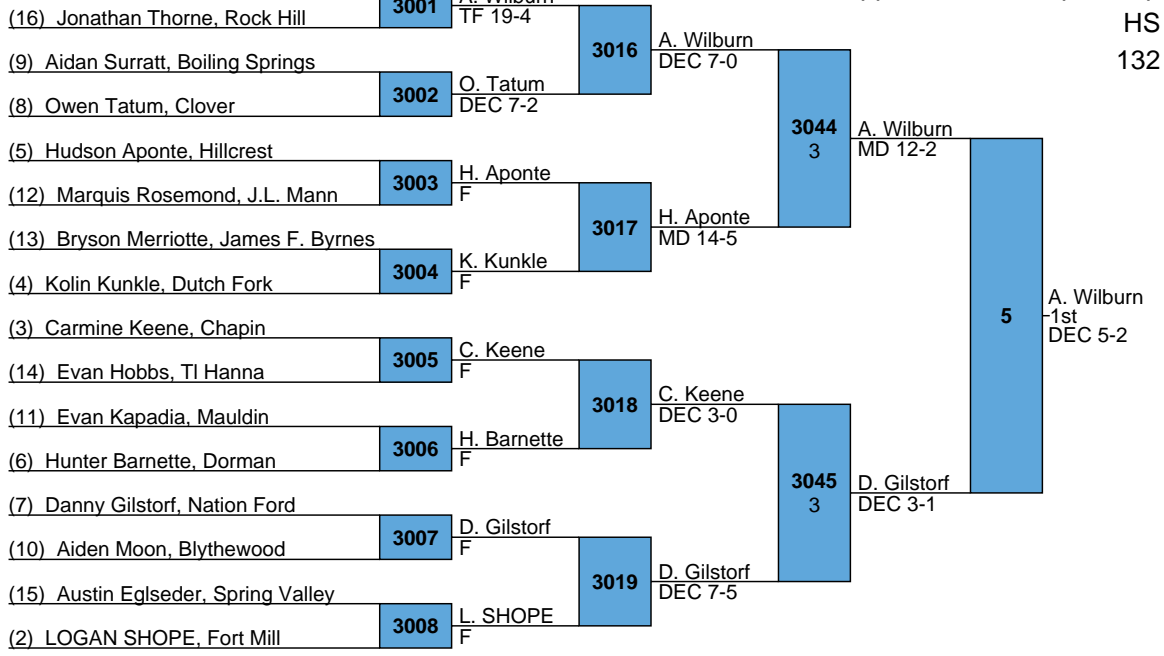 (16) Jonathan Thorne, Rock Hill
3001
TF 19-4
HS
132
3016
A. Wilburn
DEC 7-0
(9) Aidan Surratt, Boiling Springs
3002
O. Tatum
DEC 7-2
(8) Owen Tatum, Clover
3044
3
A. Wilburn
MD 12-2
(5) Hudson Aponte, Hillcrest
3003
H. Aponte
F
(12) Marquis Rosemond, J.L. Mann
3017
H. Aponte
MD 14-5
(13) Bryson Merriotte, James F. Byrnes
3004
K. Kunkle
F
(4) Kolin Kunkle, Dutch Fork
5
A. Wilburn
1st
DEC 5-2
(3) Carmine Keene, Chapin
3005
C. Keene
F
(14) Evan Hobbs, TI Hanna
3018
C. Keene
DEC 3-0
(11) Evan Kapadia, Mauldin
3006
H. Barnette
F
(6) Hunter Barnette, Dorman
3045
3
D. Gilstorf
DEC 3-1
(7) Danny Gilstorf, Nation Ford
3007
D. Gilstorf
F
(10) Aiden Moon, Blythewood
3019
D. Gilstorf
DEC 7-5
(15) Austin Eglseder, Spring Valley
3008
L. SHOPE
F
(2) LOGAN SHOPE, Fort Mill